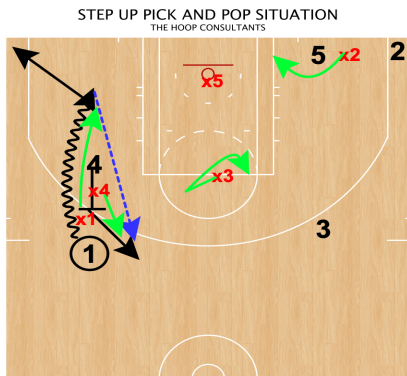 STEP UP PICK AND POP SITUATION
THE HOOP CONSULTANTS
5 x2 2
x5
4
x4 x3
x1
3
1